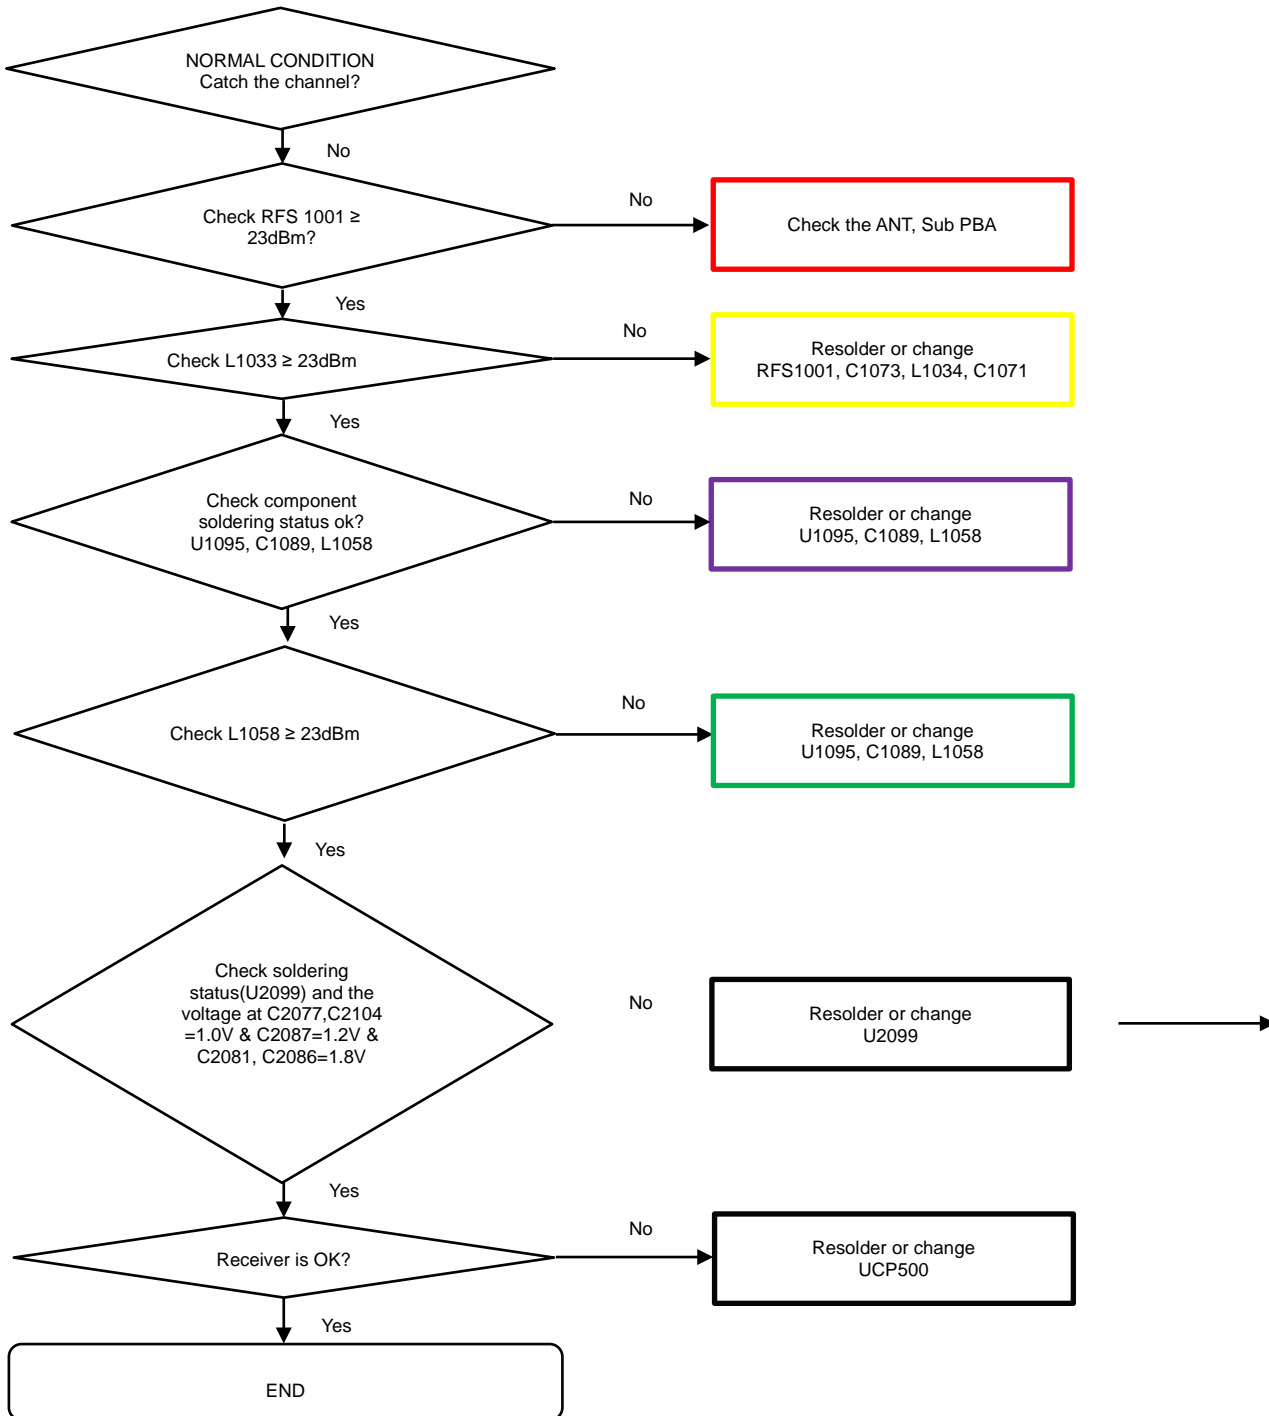 NORMAL CONDITION
Catch the channel?
No
Check RFS 1001 ≥
23dBm?
No
Check the ANT, Sub PBA
Yes
Check L1033 ≥ 23dBm
No
Resolder or change
RFS1001, C1073, L1034, C1071
Yes
Check component
soldering status ok?
U1095, C1089, L1058
No
Resolder or change
U1095, C1089, L1058
Yes
Check L1058 ≥ 23dBm
No
Resolder or change
U1095, C1089, L1058
Yes
Check soldering
status(U2099) and the
voltage at C2077,C2104
=1.0V & C2087=1.2V &
C2081, C2086=1.8V
No
Resolder or change
U2099
Yes
Receiver is OK?
No
Resolder or change
UCP500
Yes
END